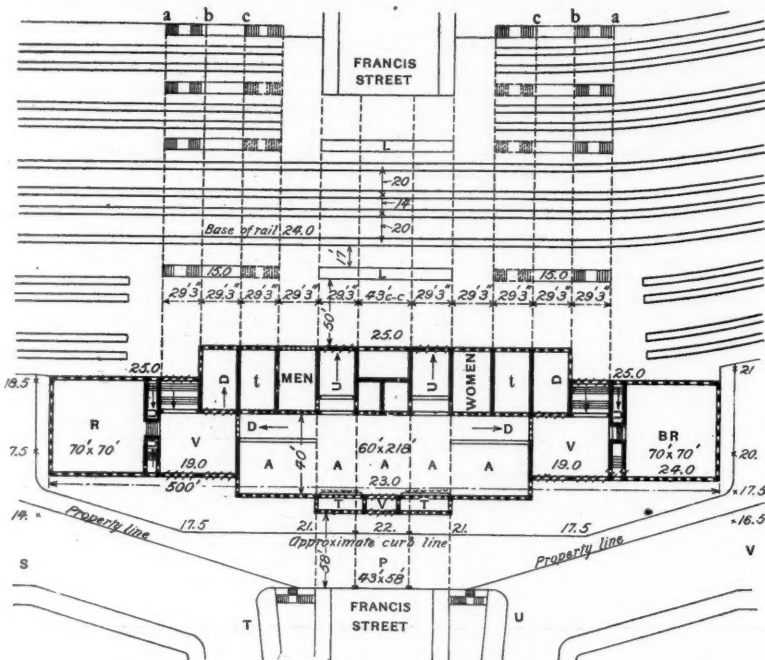 a b c
c b a
FRANCIS
STREET
L
20
14
20
Base of rail 24.0
17'
15.0
L
15.0
29'3" 29'3" 29'3" 29'3" 29'3" 43'c-c 29'3" 29'3" 29'3" 29'3" 29'3"
50'
25.0
25.0
25.0
18.5
21
D t MEN U U WOMEN t D
R
70'x 70'
BR
70'x 70'
24.0
V
19.0
V
19.0
D
D
60'x218'
40'
A A A A A
23.0
7.5
20.
500'
17.5
T V T
14.
16.5
Property line
17.5 21. 22. 21. 17.5
Approximate curb line
Property line
58'
P
43'x58'
S
V
T
U
FRANCIS
STREET